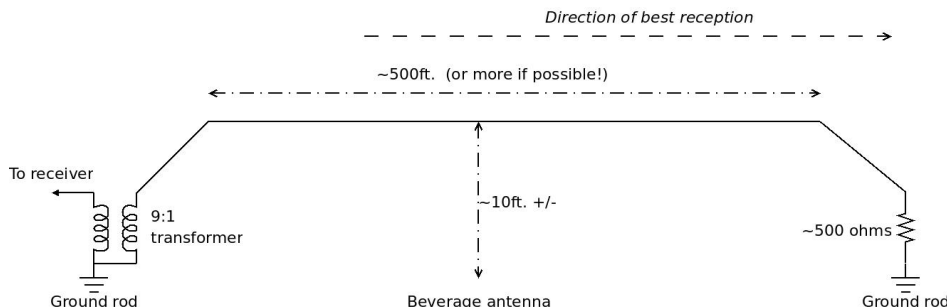 Direction of best reception
~500ft.  (or more if possible!)
To receiver
9:1
transformer
~10ft. +/-
~500 ohms
Ground rod
Beverage antenna
Ground rod